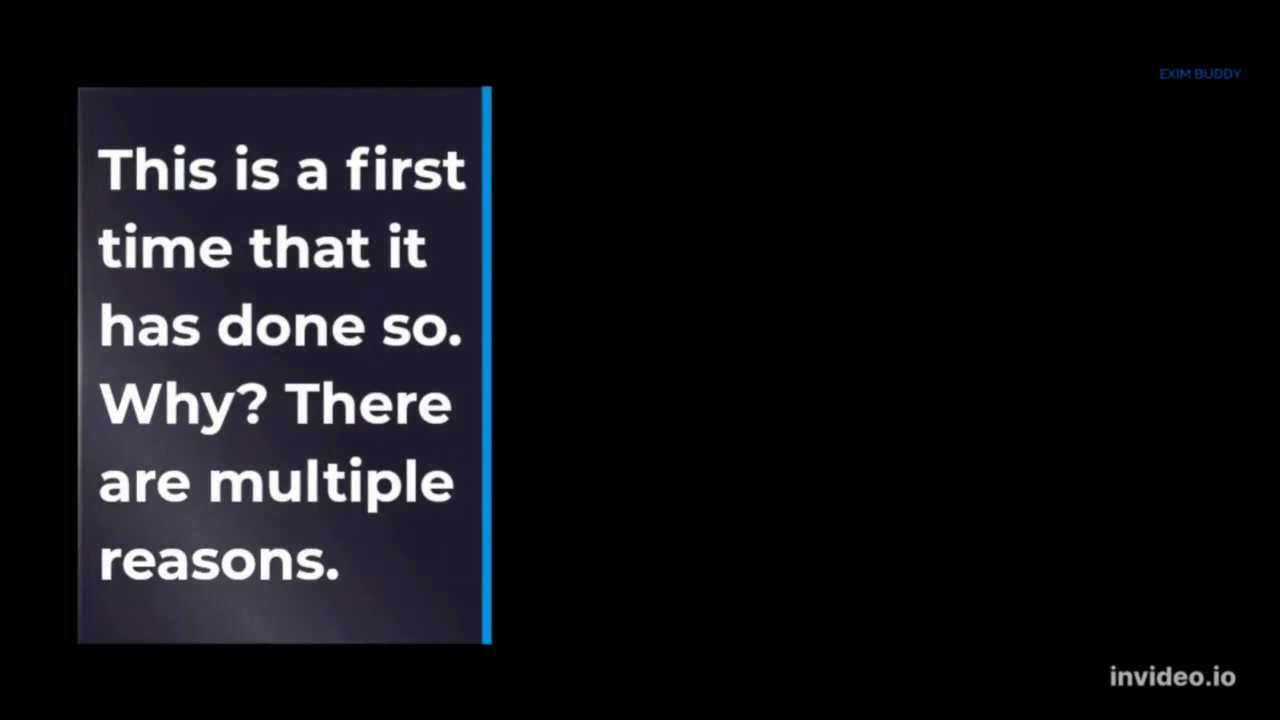 EXIM BUDDY
This is a first
time that it
has done so.
Why? There
are multiple
reasons.
invideo.io